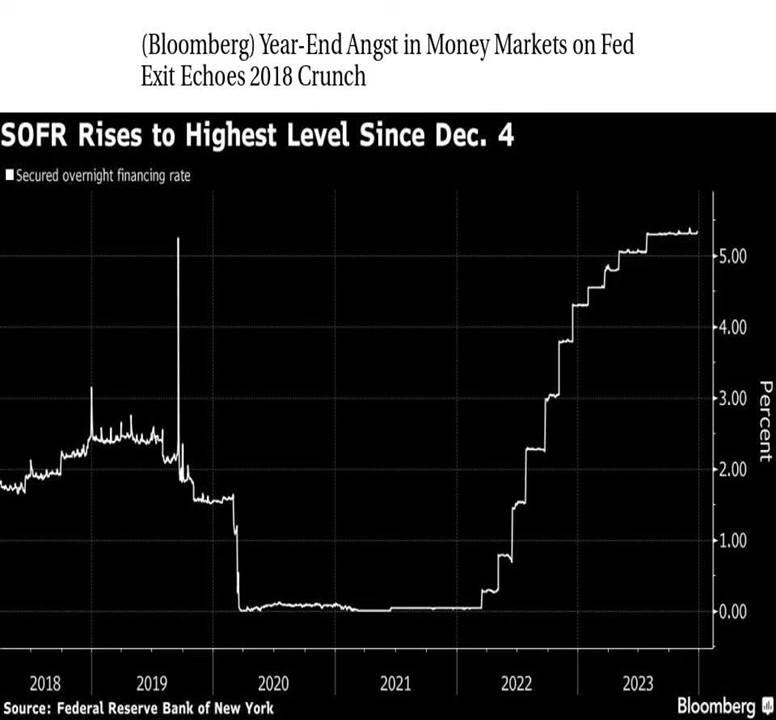 (Bloomberg) Year-End Angst in Money Markets on Fed
Exit Echoes 2018 Crunch
SOFR Rises to Highest Level Since Dec. 4
Secured overnight financing rate
5.00
4.00
3.00
2.00
1.00
0.00
Percent
2018 2019 2020 2021 2022 2023
Source: Federal Reserve Bank of New York
Bloomberg